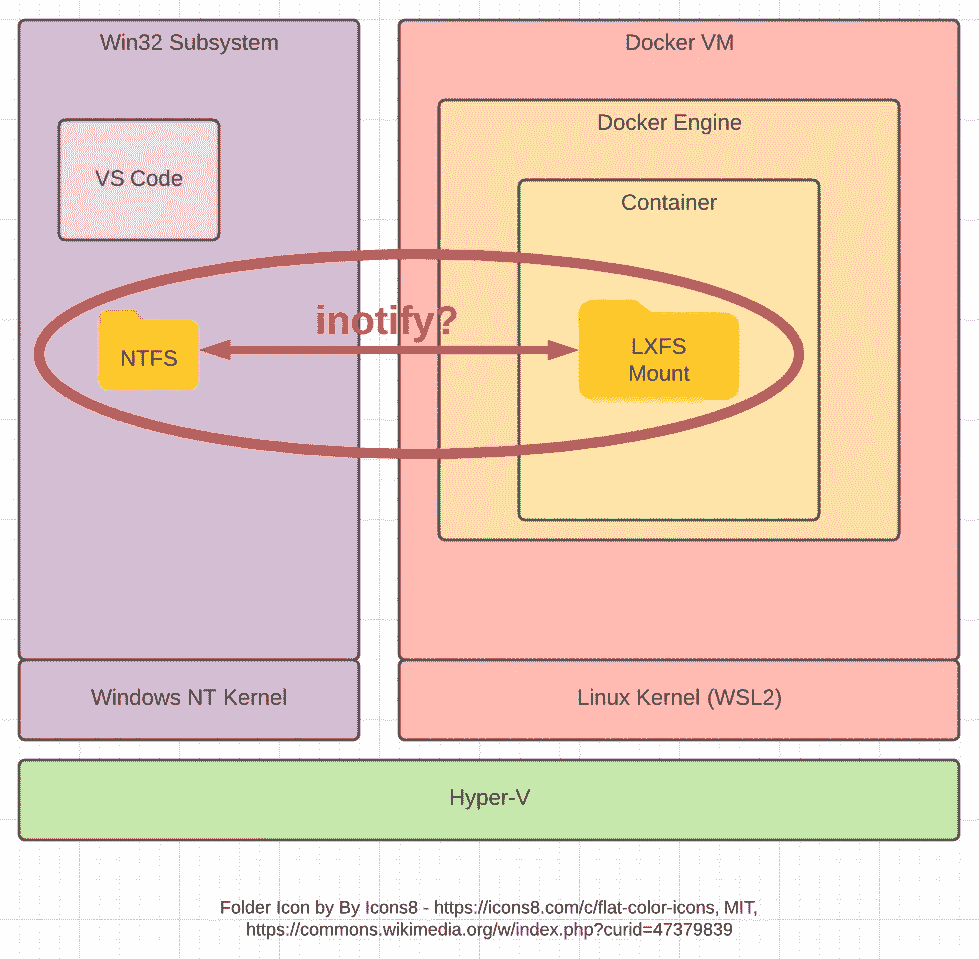 Win32 Subsystem
Docker VM
Docker Engine
VS Code
Container
inotify?
NTFS
LXFS
Mount
Windows NT Kernel
Linux Kernel (WSL2)
Hyper-V
Folder Icon by By Icons8 - https://icons8.com/c/flat-color-icons, MIT,
https://commons.wikimedia.org/w/index.php?curid=47379839